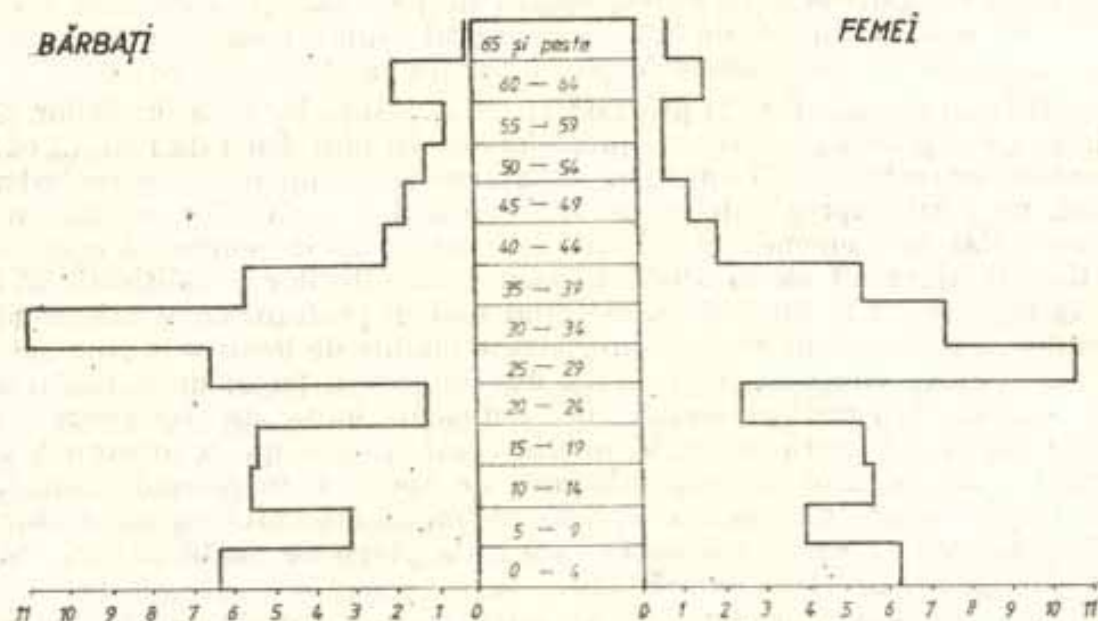 BĂRBAȚI
FEMEI
65 și peste
60 — 64
55 — 59
50 — 54
45 — 49
40 — 44
35 — 39
30 — 34
25 — 29
20 — 24
15 — 19
10 — 14
5 — 9
0 — 4
11 10 9 8 7 6 5 4 3 2 1 0 0 1 2 3 4 5 6 7 8 9 10 11